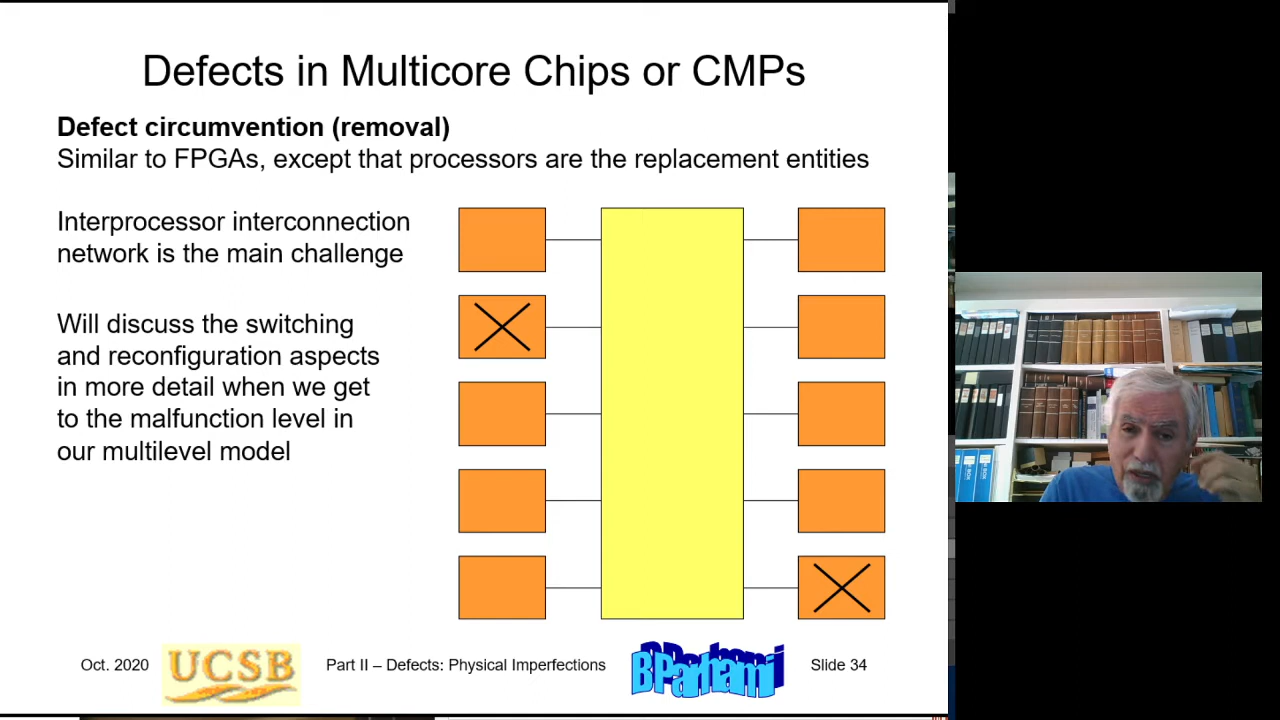 Defects in Multicore Chips or CMPs
Defect circumvention (removal)
Similar to FPGAs, except that processors are the replacement entities
Interprocessor interconnection
network is the main challenge
Will discuss the switching
and reconfiguration aspects
in more detail when we get
to the malfunction level in
our multilevel model
Oct. 2020
UCSB
Part II – Defects: Physical Imperfections
BParhami
Slide 34